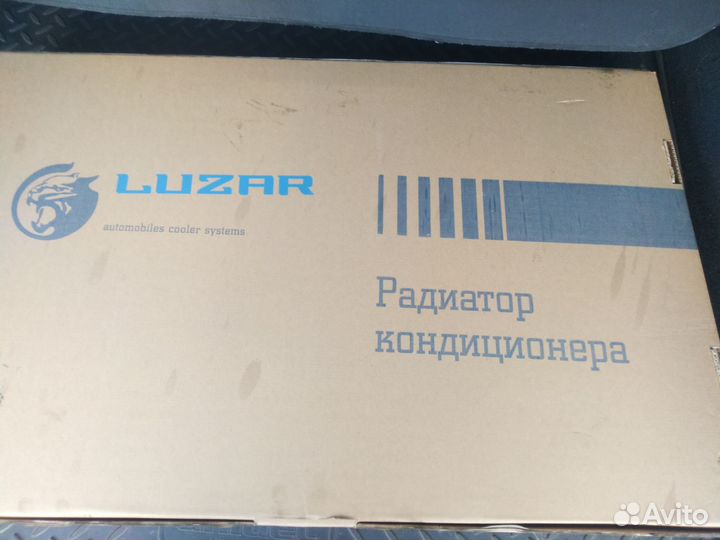 LUZAR
automobiles cooler systems
Радиатор
кондиционера
Avito